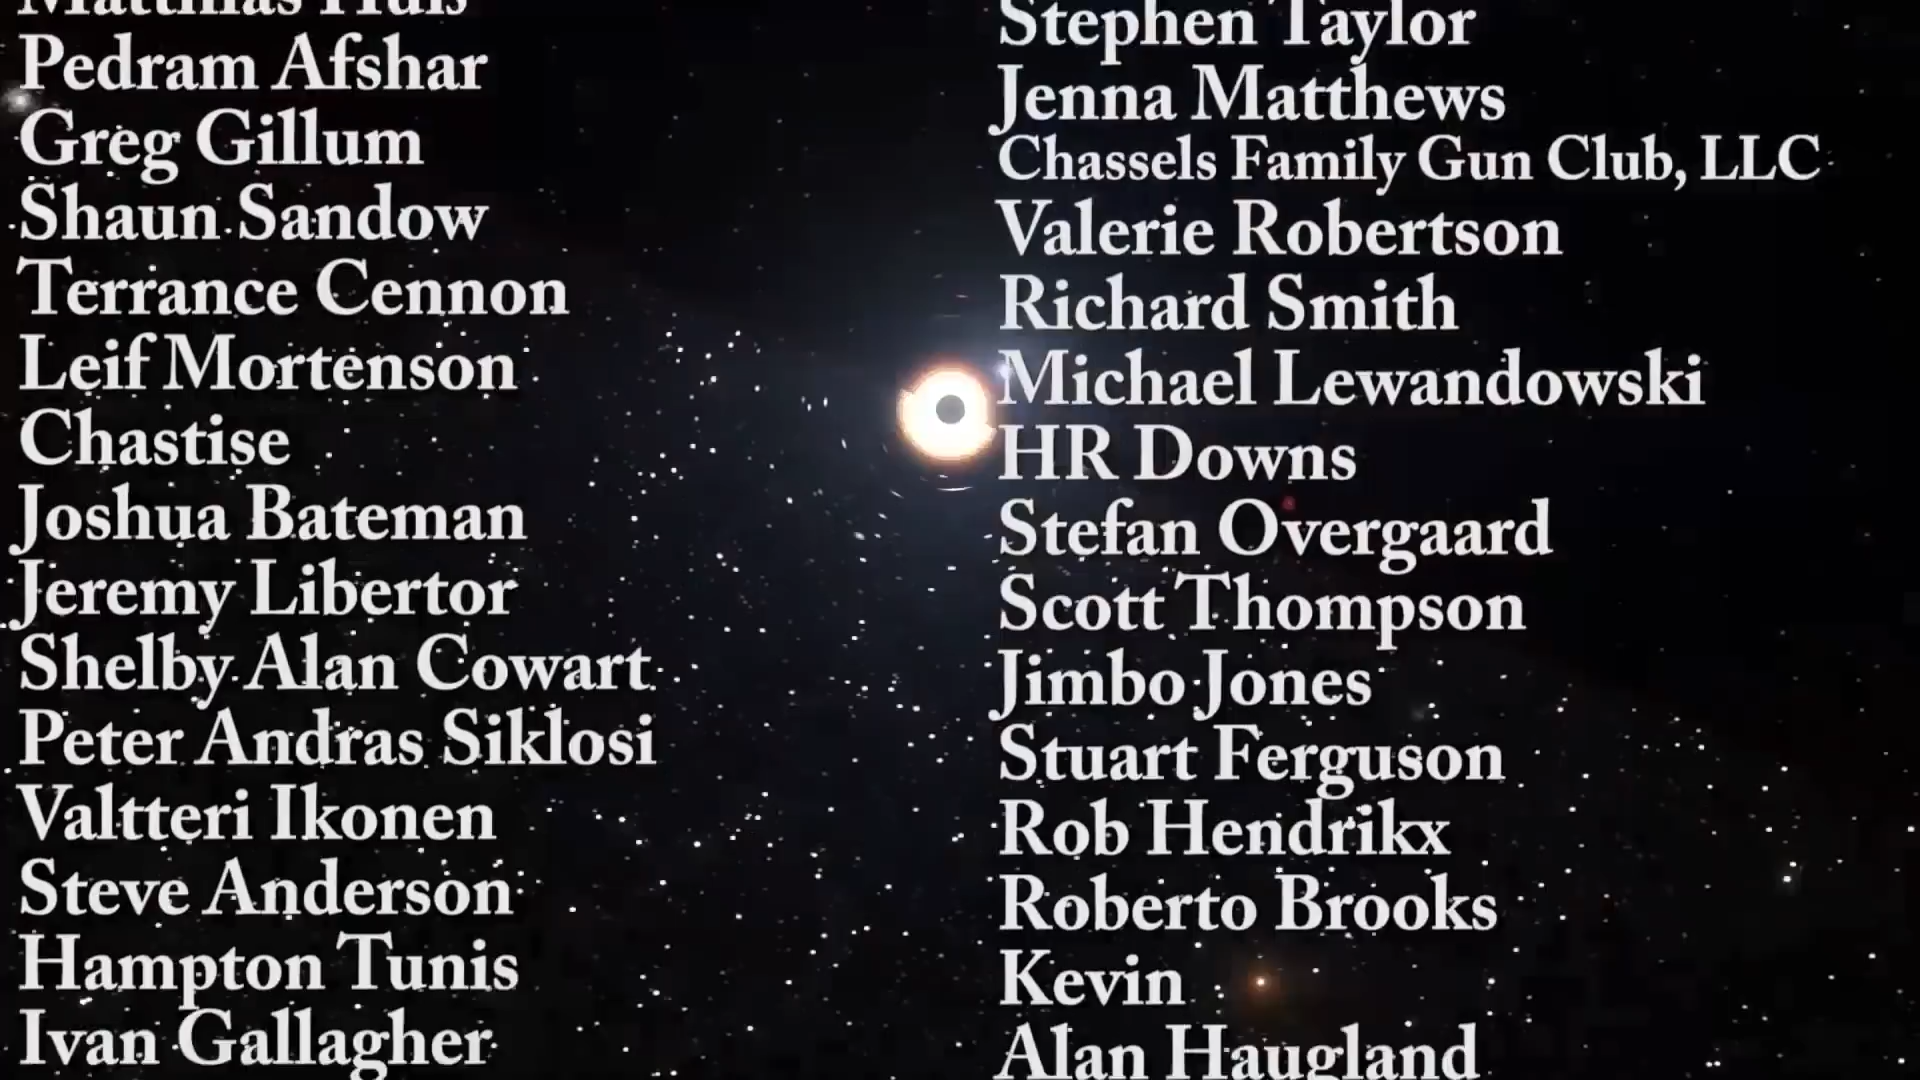 Matthias Huis
Pedram Afshar
Greg Gillum
Shaun Sandow
Terrance Cennon
Leif Mortenson
Chastise
Joshua Bateman
Jeremy Libertor
Shelby Alan Cowart
Peter Andras Siklosi
Valtteri Ikonen
Steve Anderson
Hampton Tunis
Ivan Gallagher
Stephen Taylor
Jenna Matthews
Chassels Family Gun Club, LLC
Valerie Robertson
Richard Smith
Michael Lewandowski
HR Downs
Stefan Overgaard
Scott Thompson
Jimbo Jones
Stuart Ferguson
Rob Hendrikx
Roberto Brooks
Kevin
Alan Haugland